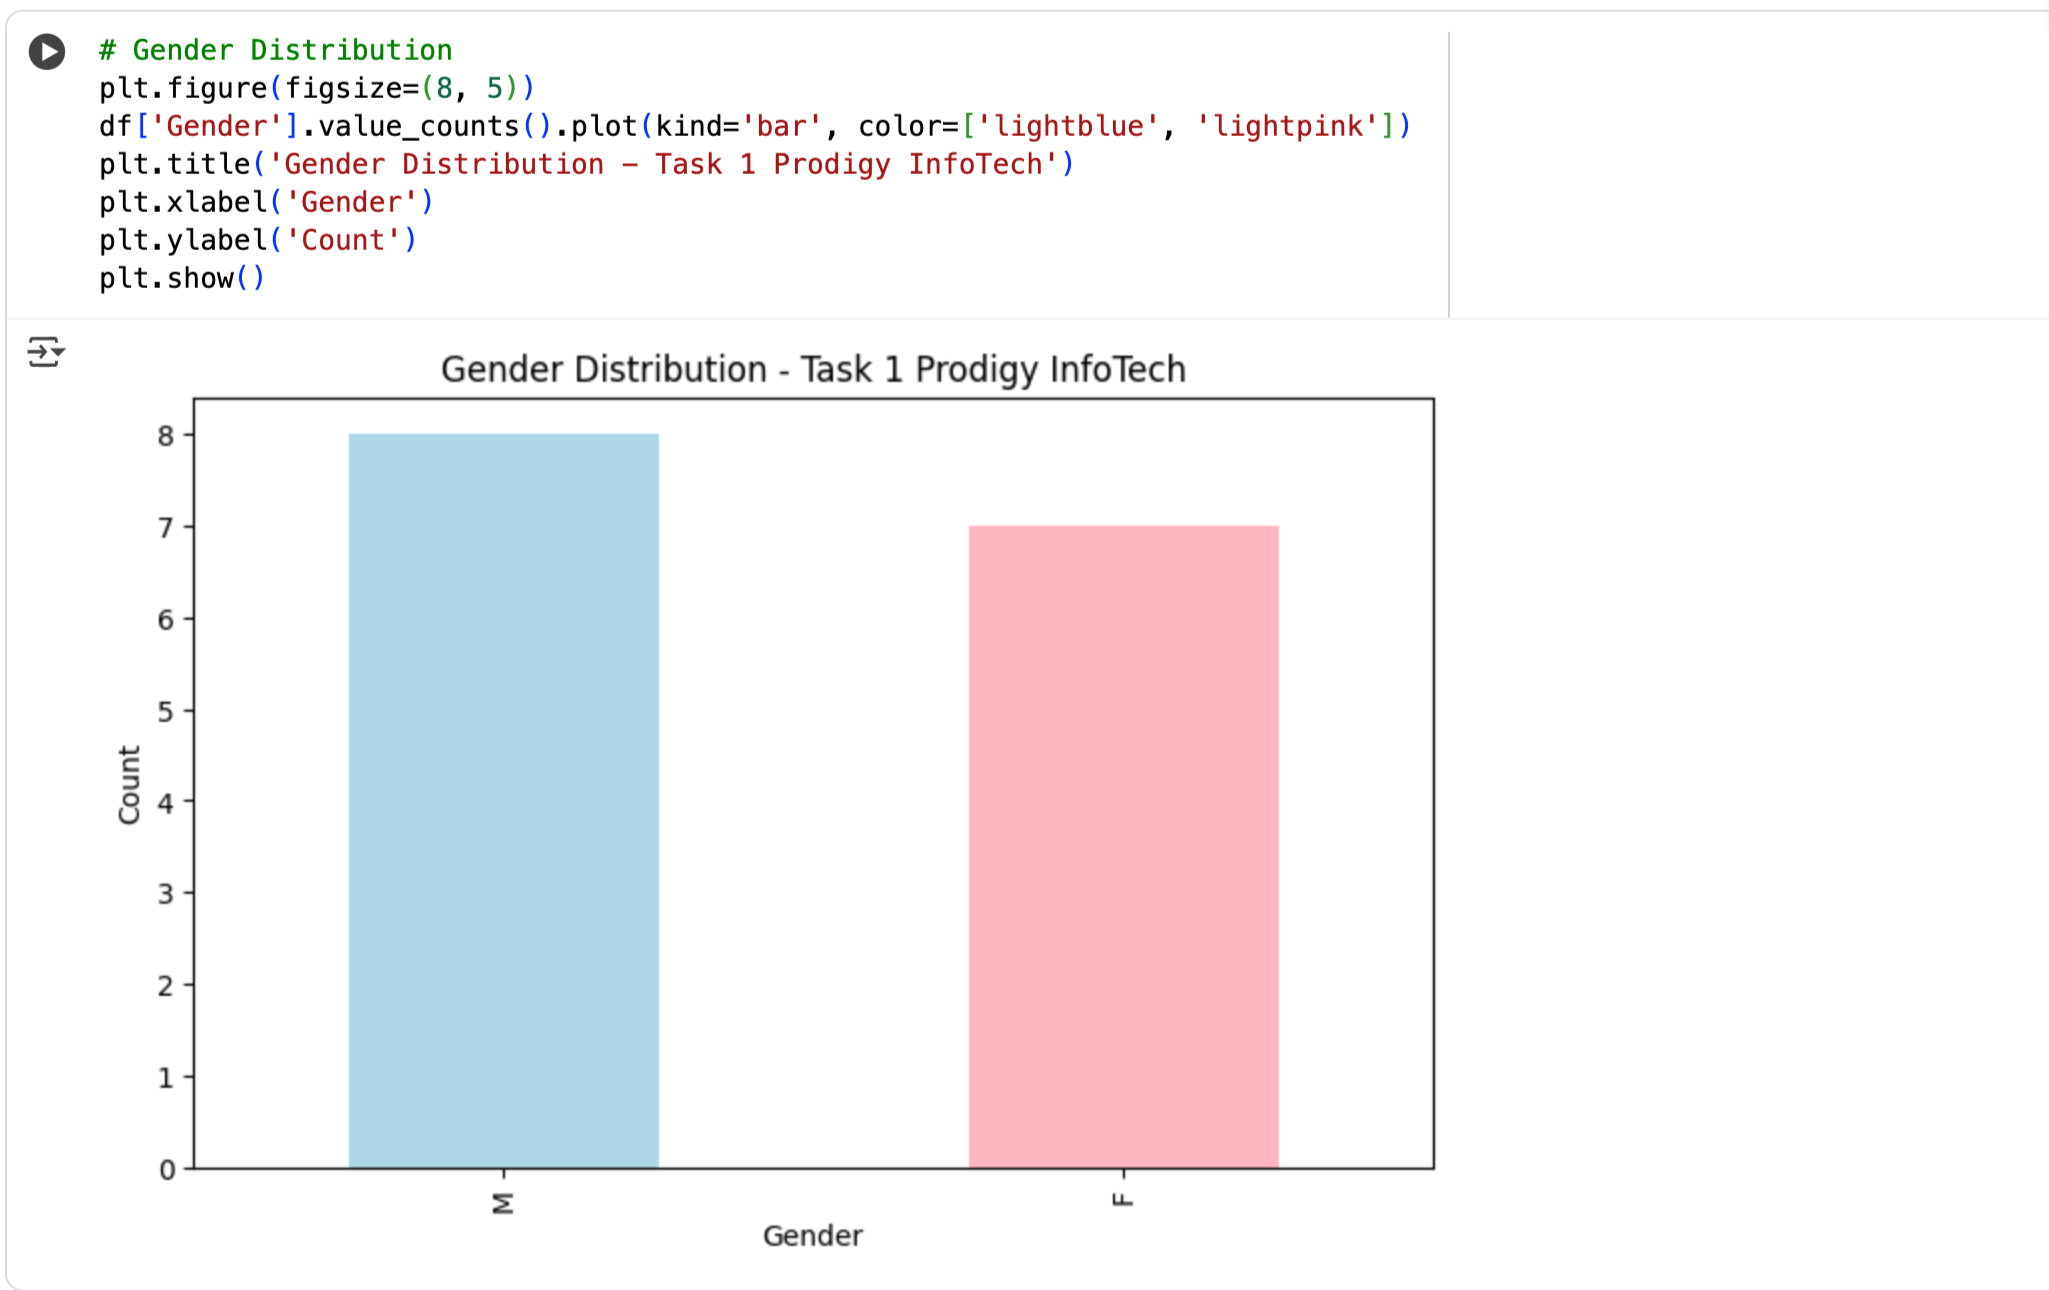 # Gender Distribution
plt.figure(figsize=(8, 5))
df['Gender'].value_counts().plot(kind='bar', color=['lightblue', 'lightpink'])
plt.title('Gender Distribution – Task 1 Prodigy InfoTech')
plt.xlabel('Gender')
plt.ylabel('Count')
plt.show()
Gender Distribution - Task 1 Prodigy InfoTech
8
7
6
5
4
3
2
1
0
Count
M
F
Gender